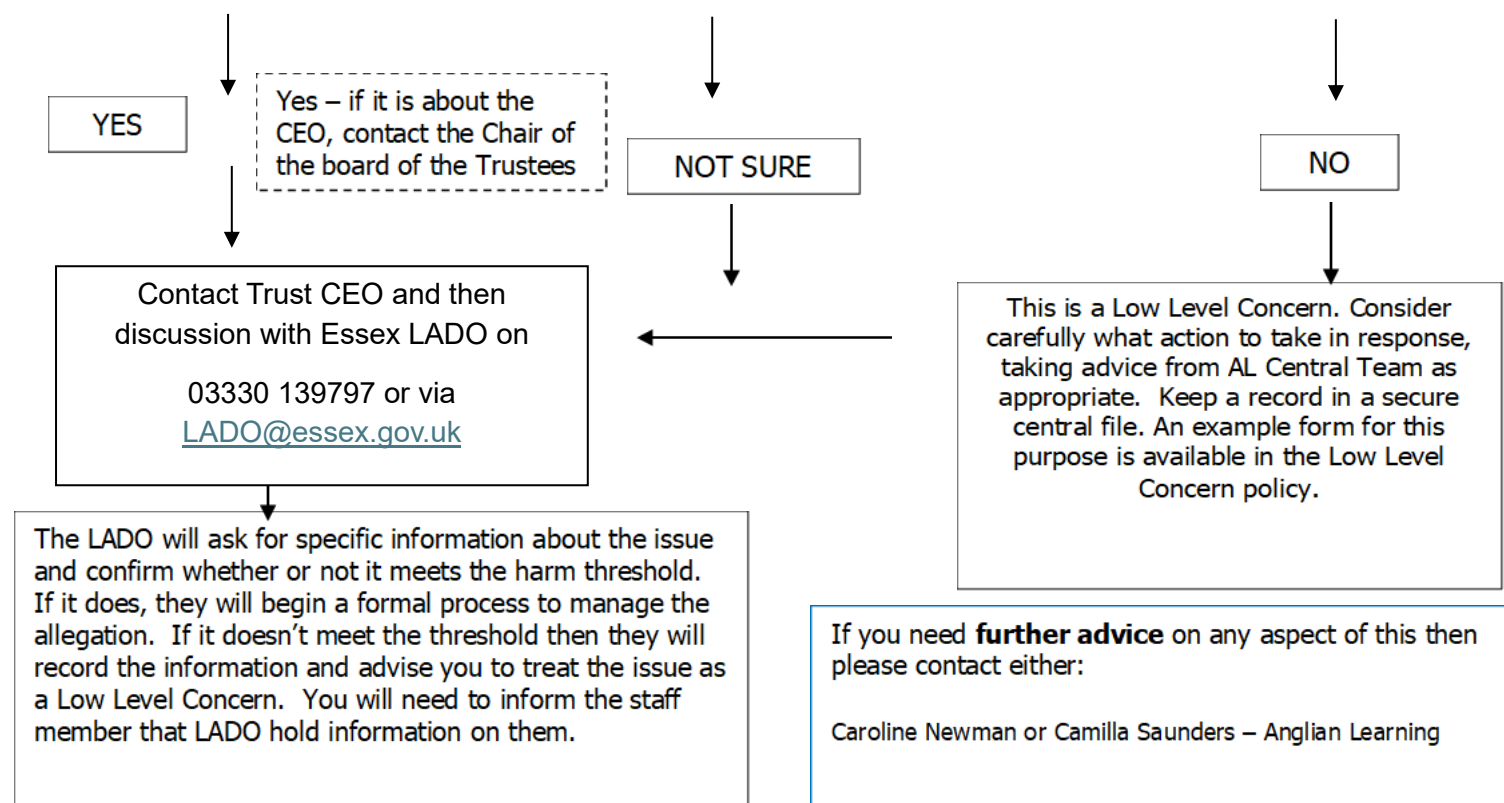 YES
Yes – if it is about the
CEO, contact the Chair of
the board of the Trustees
NOT SURE
NO
Contact Trust CEO and then
discussion with Essex LADO on
03330 139797 or via
LADO@essex.gov.uk
This is a Low Level Concern. Consider
carefully what action to take in response,
taking advice from AL Central Team as
appropriate.  Keep a record in a secure
central file. An example form for this
purpose is available in the Low Level
Concern policy.
The LADO will ask for specific information about the issue
and confirm whether or not it meets the harm threshold.
If it does, they will begin a formal process to manage the
allegation.  If it doesn’t meet the threshold then they will
record the information and advise you to treat the issue as
a Low Level Concern.  You will need to inform the staff
member that LADO hold information on them.
If you need further advice on any aspect of this then
please contact either:
Caroline Newman or Camilla Saunders – Anglian Learning